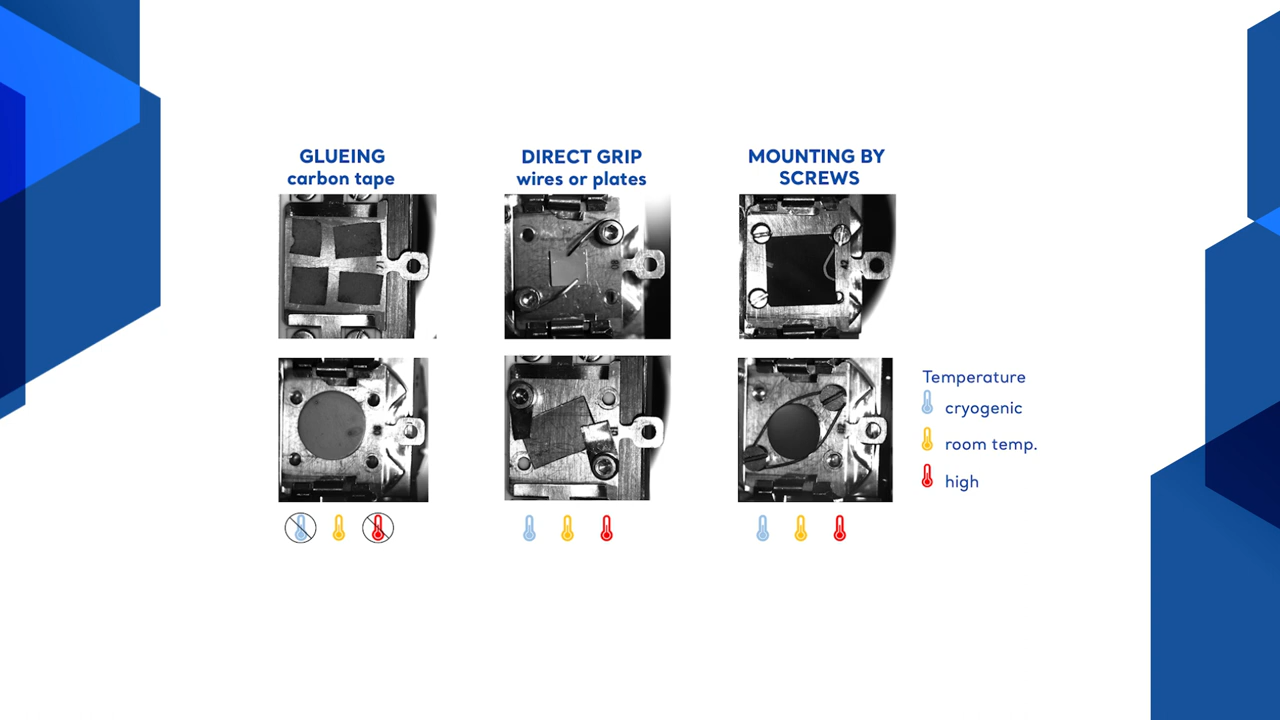 GLUEING
carbon tape
DIRECT GRIP
wires or plates
MOUNTING BY
SCREWS
Temperature
cryogenic
room temp.
high